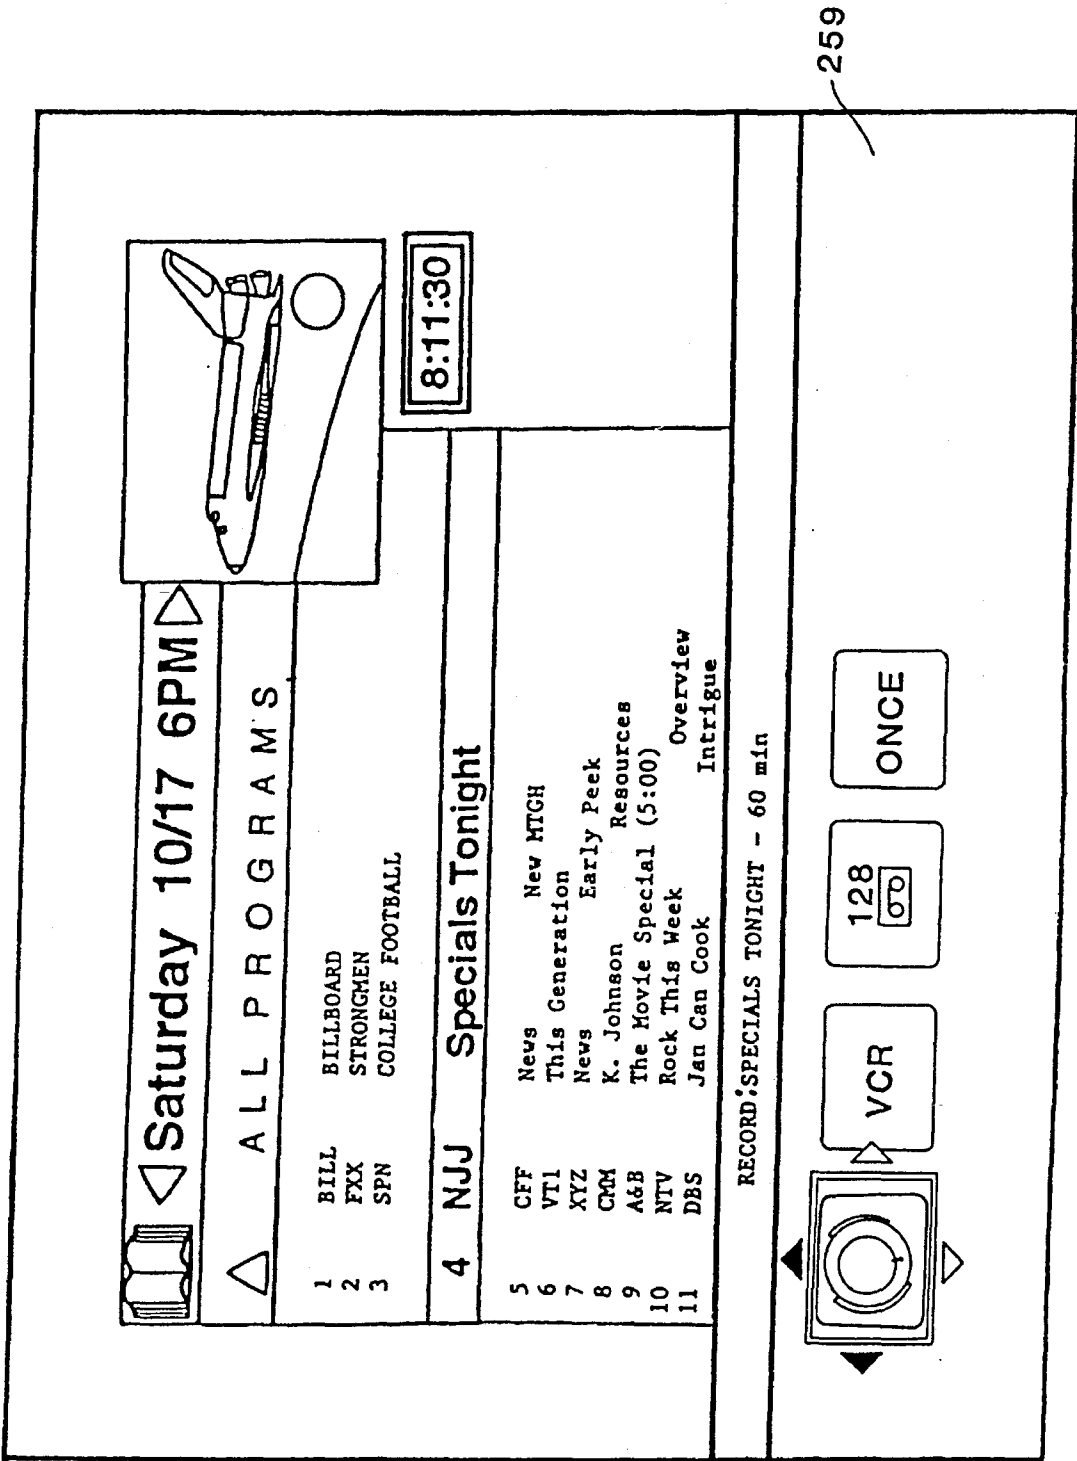 259
Saturday 10/17 6PM
ALL PROGRAM'S
8:11:30
1 BILL BILLBOARD
2 FXX STRONGMEN
3 SPN COLLEGE FOOTBALL
4 NJJ Specials Tonight
5 CFF News New MTGH
6 VT1 This Generation
7 XYZ News Early Peek
8 CMM K. Johnson Resources
9 A&B The Movie Special (5:00)
10 NTV Rock This Week Overview
11 DBS Jan Can Cook Intrigue
RECORD:SPECIALS TONIGHT - 60 min
VCR
128
ONCE